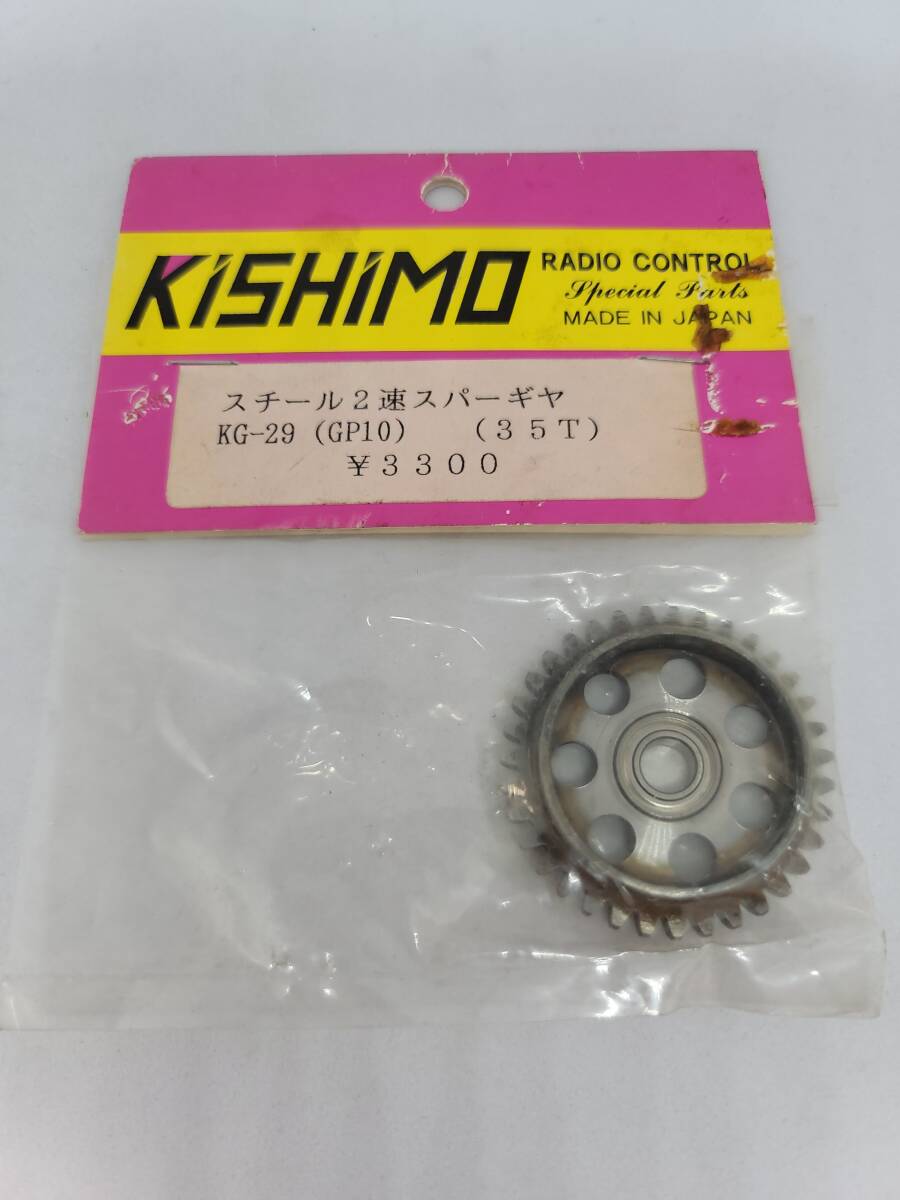 KiSHiMO
RADIO CONTROL
Special Parts
MADE IN JAPAN
スチール２速スパーギヤ
KG-29 (GP10) (３５Ｔ)
￥３３００